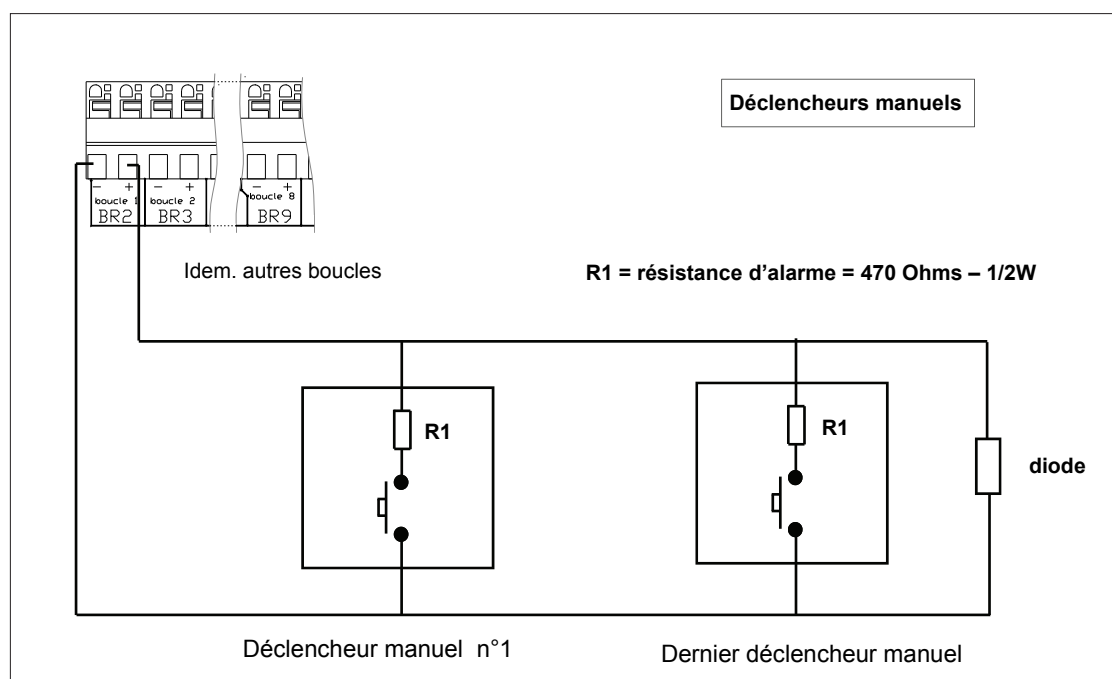 Déclencheurs manuels
- + - + - +
boucle 1 boucle 2 boucle 8
BR2 BR3 BR9
Idem. autres boucles
R1 = résistance d’alarme = 470 Ohms – 1/2W
R1
R1
diode
Déclencheur manuel n°1
Dernier déclencheur manuel